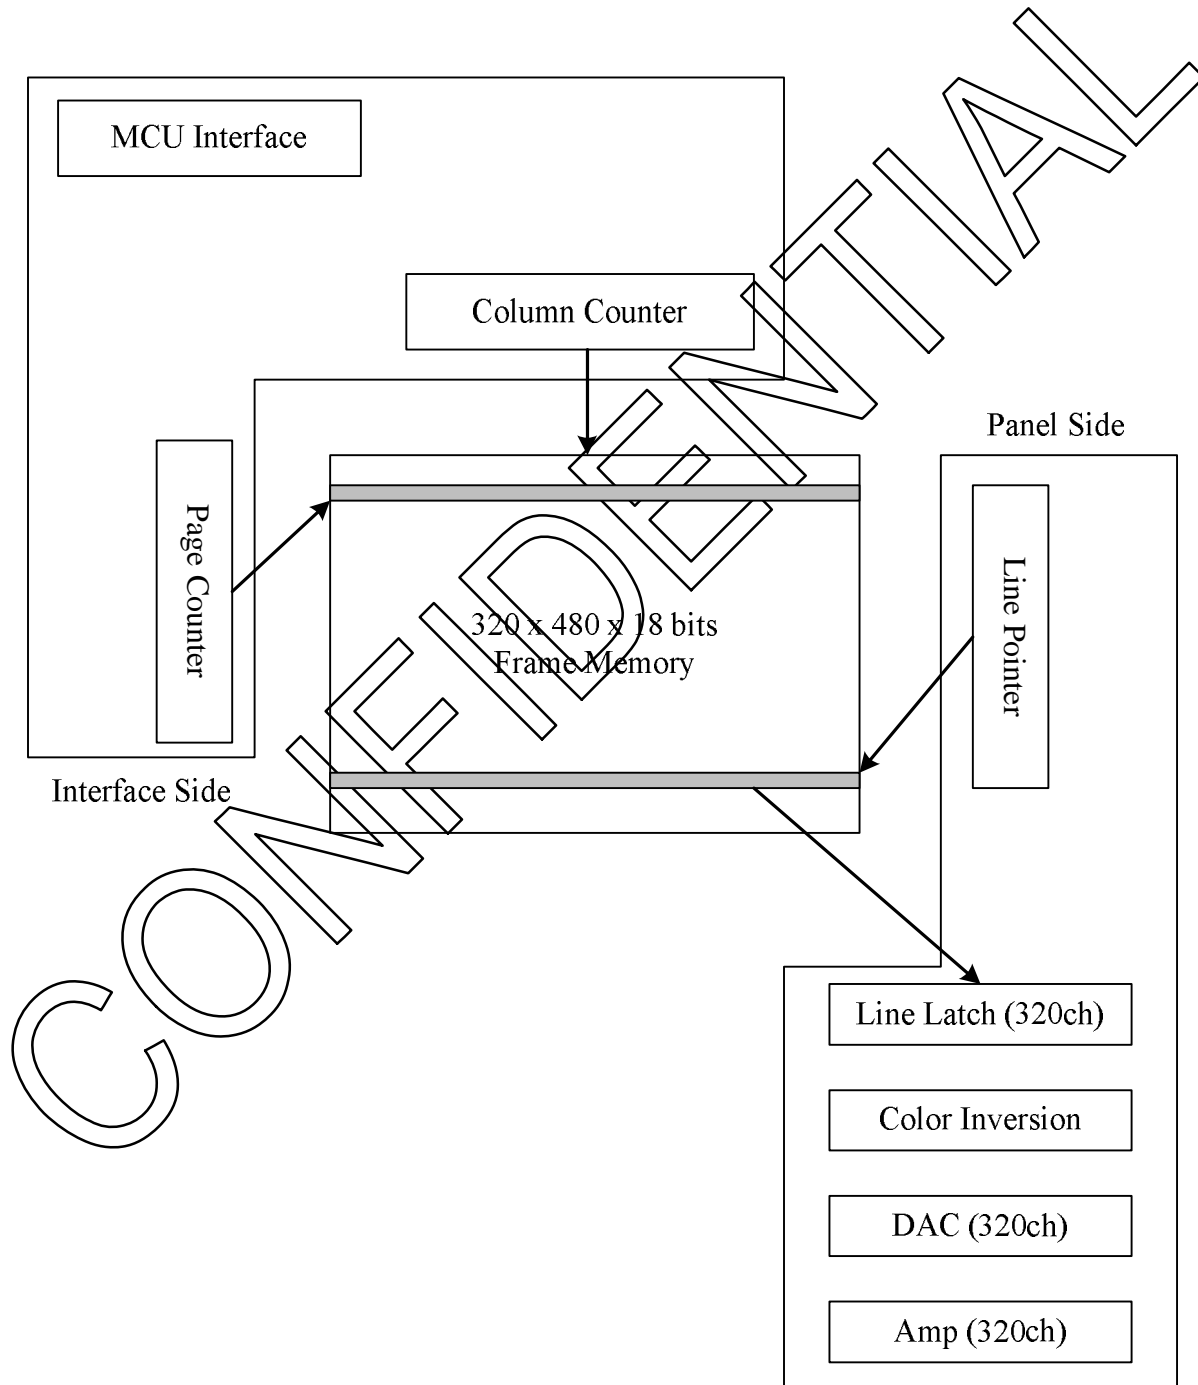 MCU Interface
Column Counter
Panel Side
Page Counter
Line Pointer
320 x 480 x 18 bits
Frame Memory
Interface Side
CONFIDENTIAL
Line Latch (320ch)
Color Inversion
DAC (320ch)
Amp (320ch)